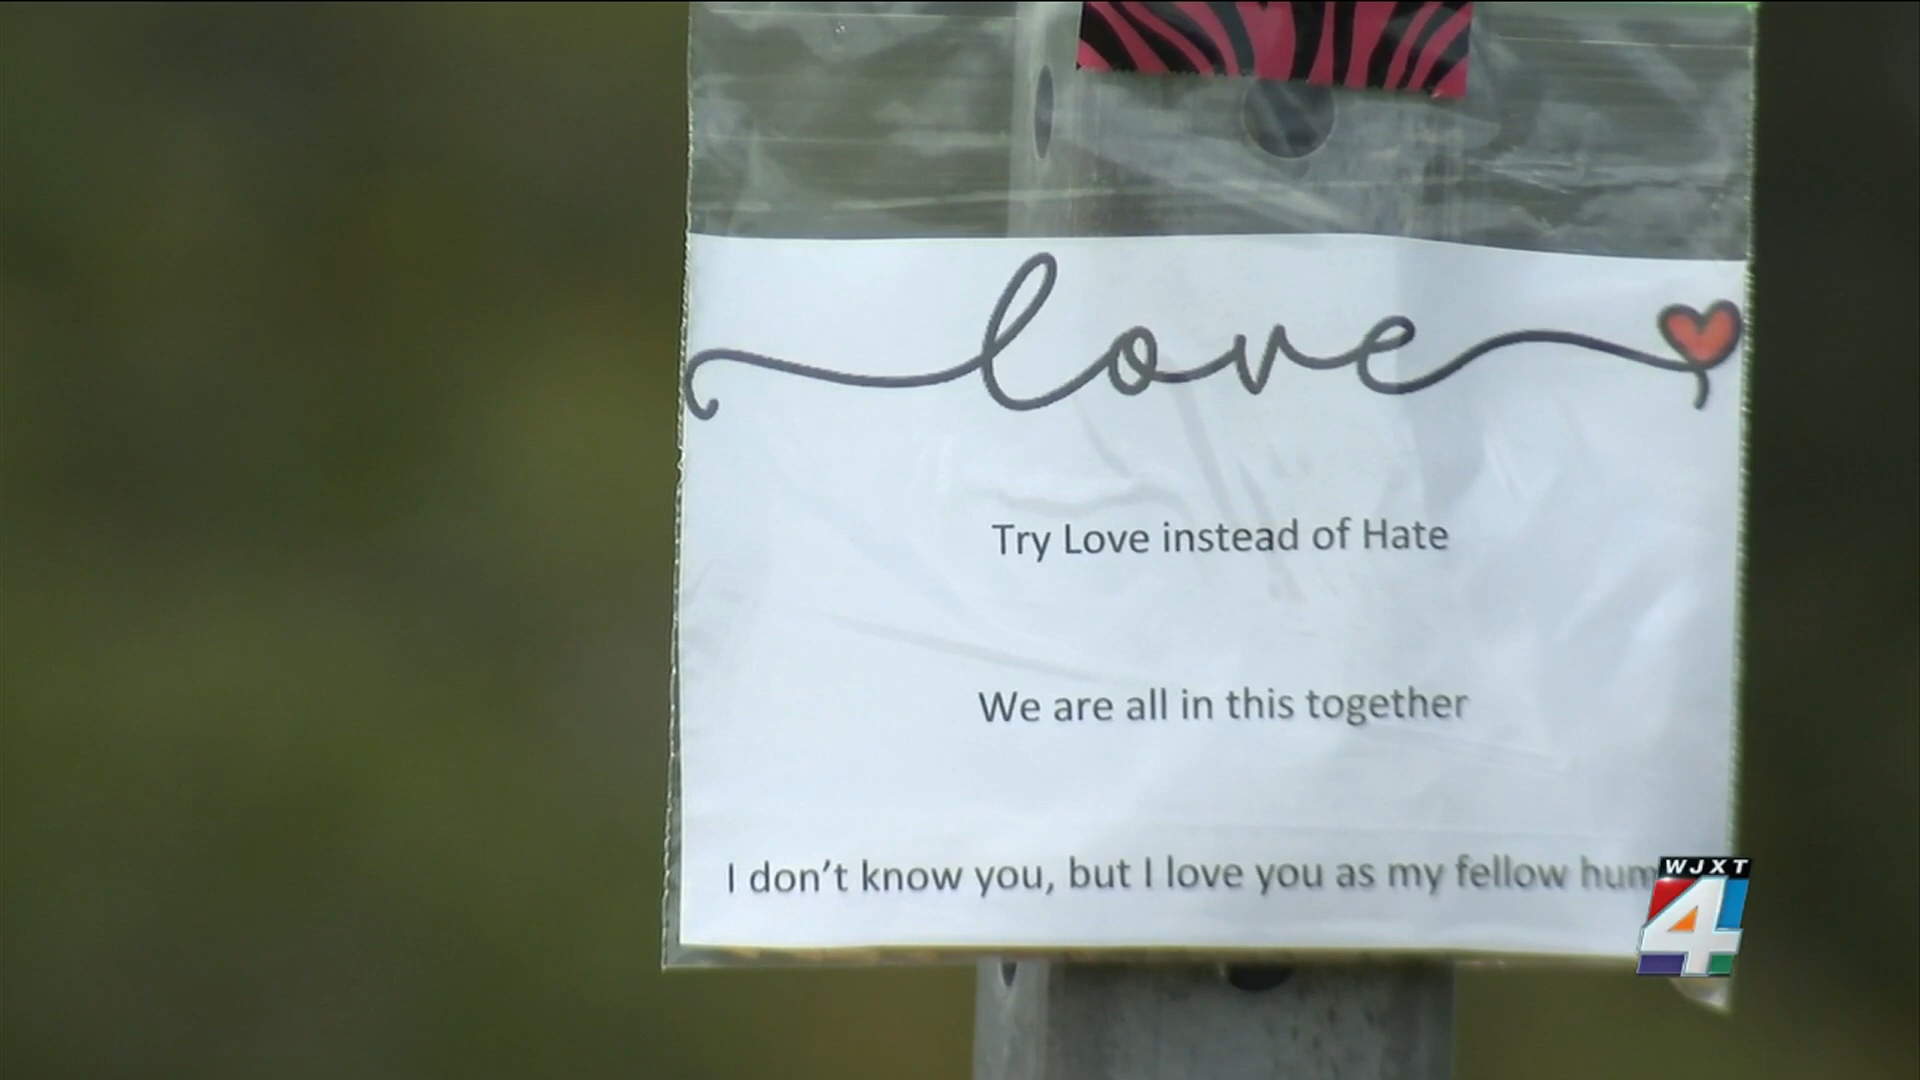 love
Try Love instead of Hate
We are all in this together
I don't know you, but I love you as my fellow
WJXT
4